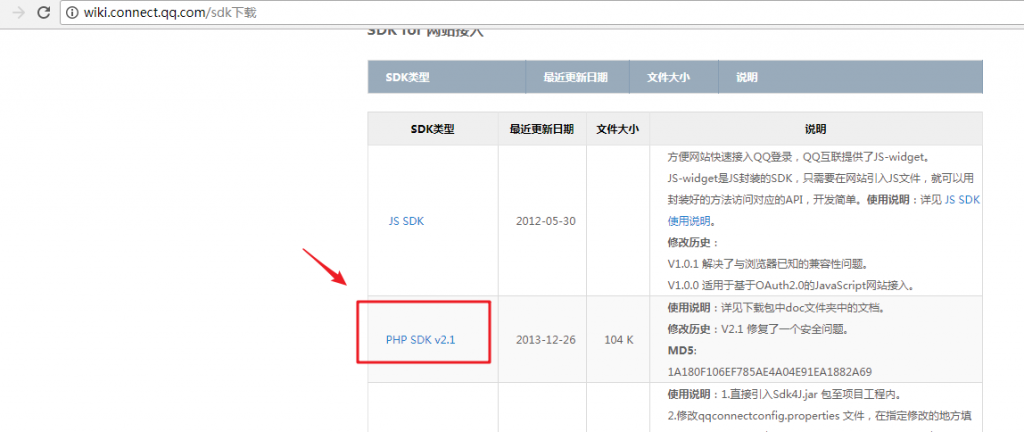 wiki.connect.qq.com/sdk下载
SDK for 网站接入
SDK类型 最近更新日期 文件大小 说明
SDK类型 最近更新日期 文件大小 说明
方便网站快速接入QQ登录，QQ互联提供了JS-widget。
JS-widget是JS封装的SDK，只需要在网站引入JS文件，就可以用
封装好的方法访问对应的API，开发简单。使用说明：详见 JS SDK
使用说明。
JS SDK 2012-05-30
修改历史：
V1.0.1 解决了与浏览器已知的兼容性问题。
V1.0.0 适用于基于OAuth2.0的JavaScript网站接入。
使用说明：详见下载包中doc文件夹中的文档。
修改历史：V2.1 修复了一个安全问题。
PHP SDK v2.1 2013-12-26 104 K
MD5:
1A180F106EF785AE4A04E91EA1882A69
使用说明：1.直接引入Sdk4J.jar 包至项目工程内。
2.修改qqconnectconfig.properties 文件，在指定修改的地方填